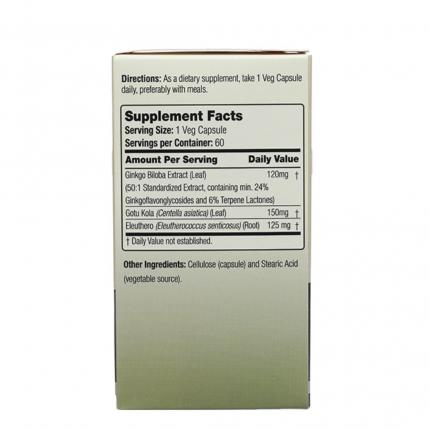 Directions: As a dietary supplement, take 1 Veg Capsule
daily, preferably with meals.
Supplement Facts
Serving Size: 1 Veg Capsule
Servings per Container: 60
Amount Per Serving Daily Value
Ginkgo Biloba Extract (Leaf) 120mg †
(50:1 Standardized Extract, containing min. 24%
Ginkgoflavonglycosides and 6% Terpene Lactones)
Gotu Kola (Centella asiatica) (Leaf) 150mg †
Eleuthero (Eleutherococcus senticosus) (Root) 125 mg †
† Daily Value not established.
Other Ingredients: Cellulose (capsule) and Stearic Acid
(vegetable source).